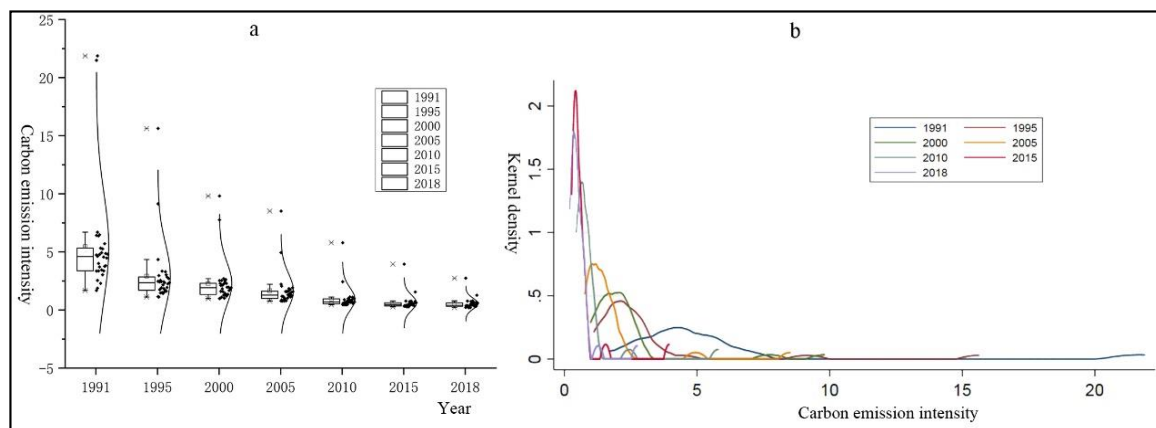 a
25
20
15
10
5
0
-5
Carbon emission intensity
1991
1995
2000
2005
2010
2015
2018
1991 1995 2000 2005 2010 2015 2018
Year
b
2
1.5
1
.5
0
Kernel density
1991 1995
2000 2005
2010 2015
2018
0 5 10 15 20
Carbon emission intensity